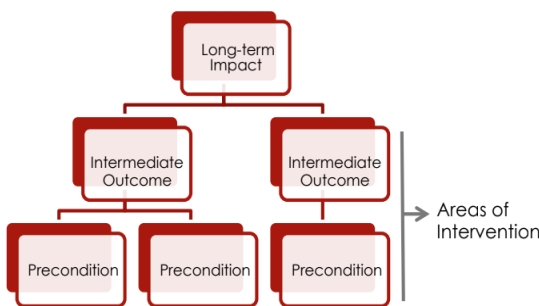 Long-term
Impact
Intermediate
Outcome
Intermediate
Outcome
Areas of
Intervention
Precondition
Precondition
Precondition